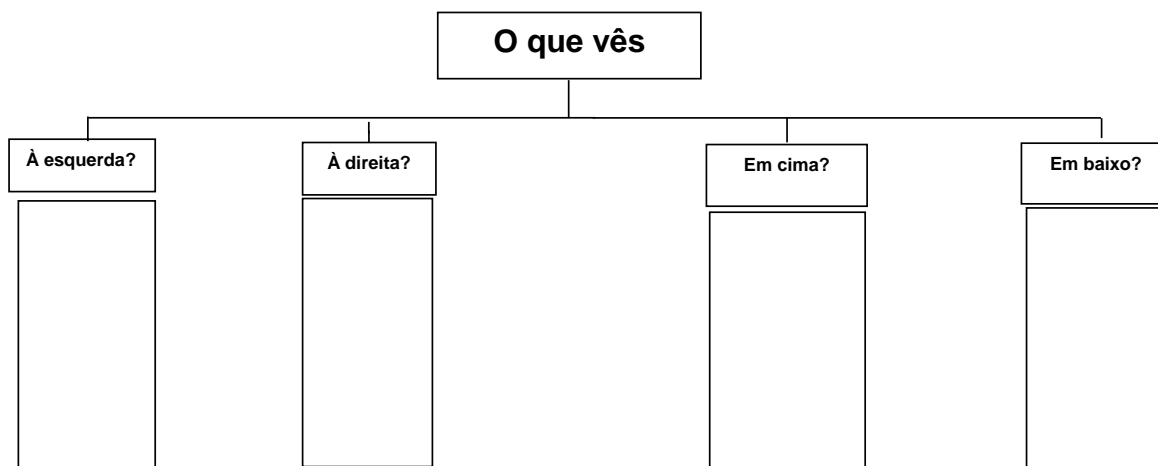 O que vês
À esquerda?
À direita?
Em cima?
Em baixo?